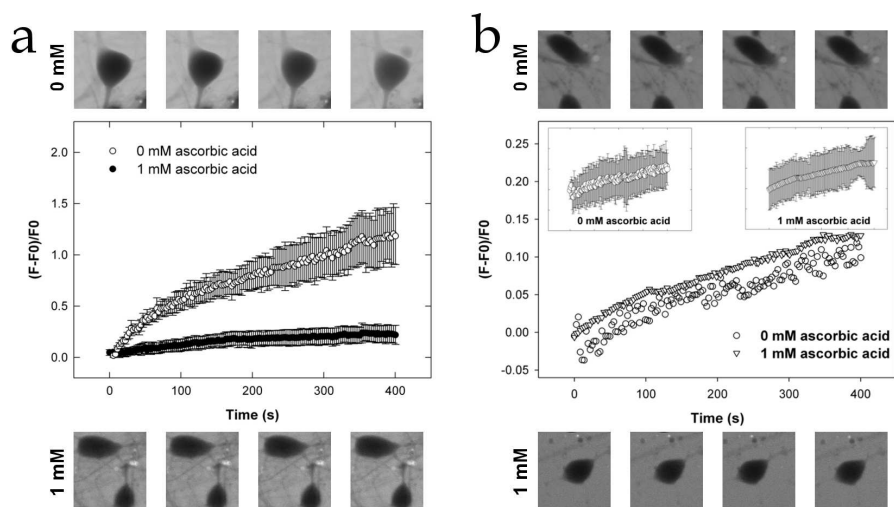 a
0 mM
2.0
1.5
1.0
0.5
0.0
(F-F0)/F0
0 mM ascorbic acid
1 mM ascorbic acid
0 100 200 300 400
Time (s)
1 mM
b
0 mM
0.25
0.20
0.15
0.10
0.05
0.00
-0.05
(F-F0)/F0
0 mM ascorbic acid
1 mM ascorbic acid
0 mM ascorbic acid
1 mM ascorbic acid
0 100 200 300 400
Time (s)
1 mM